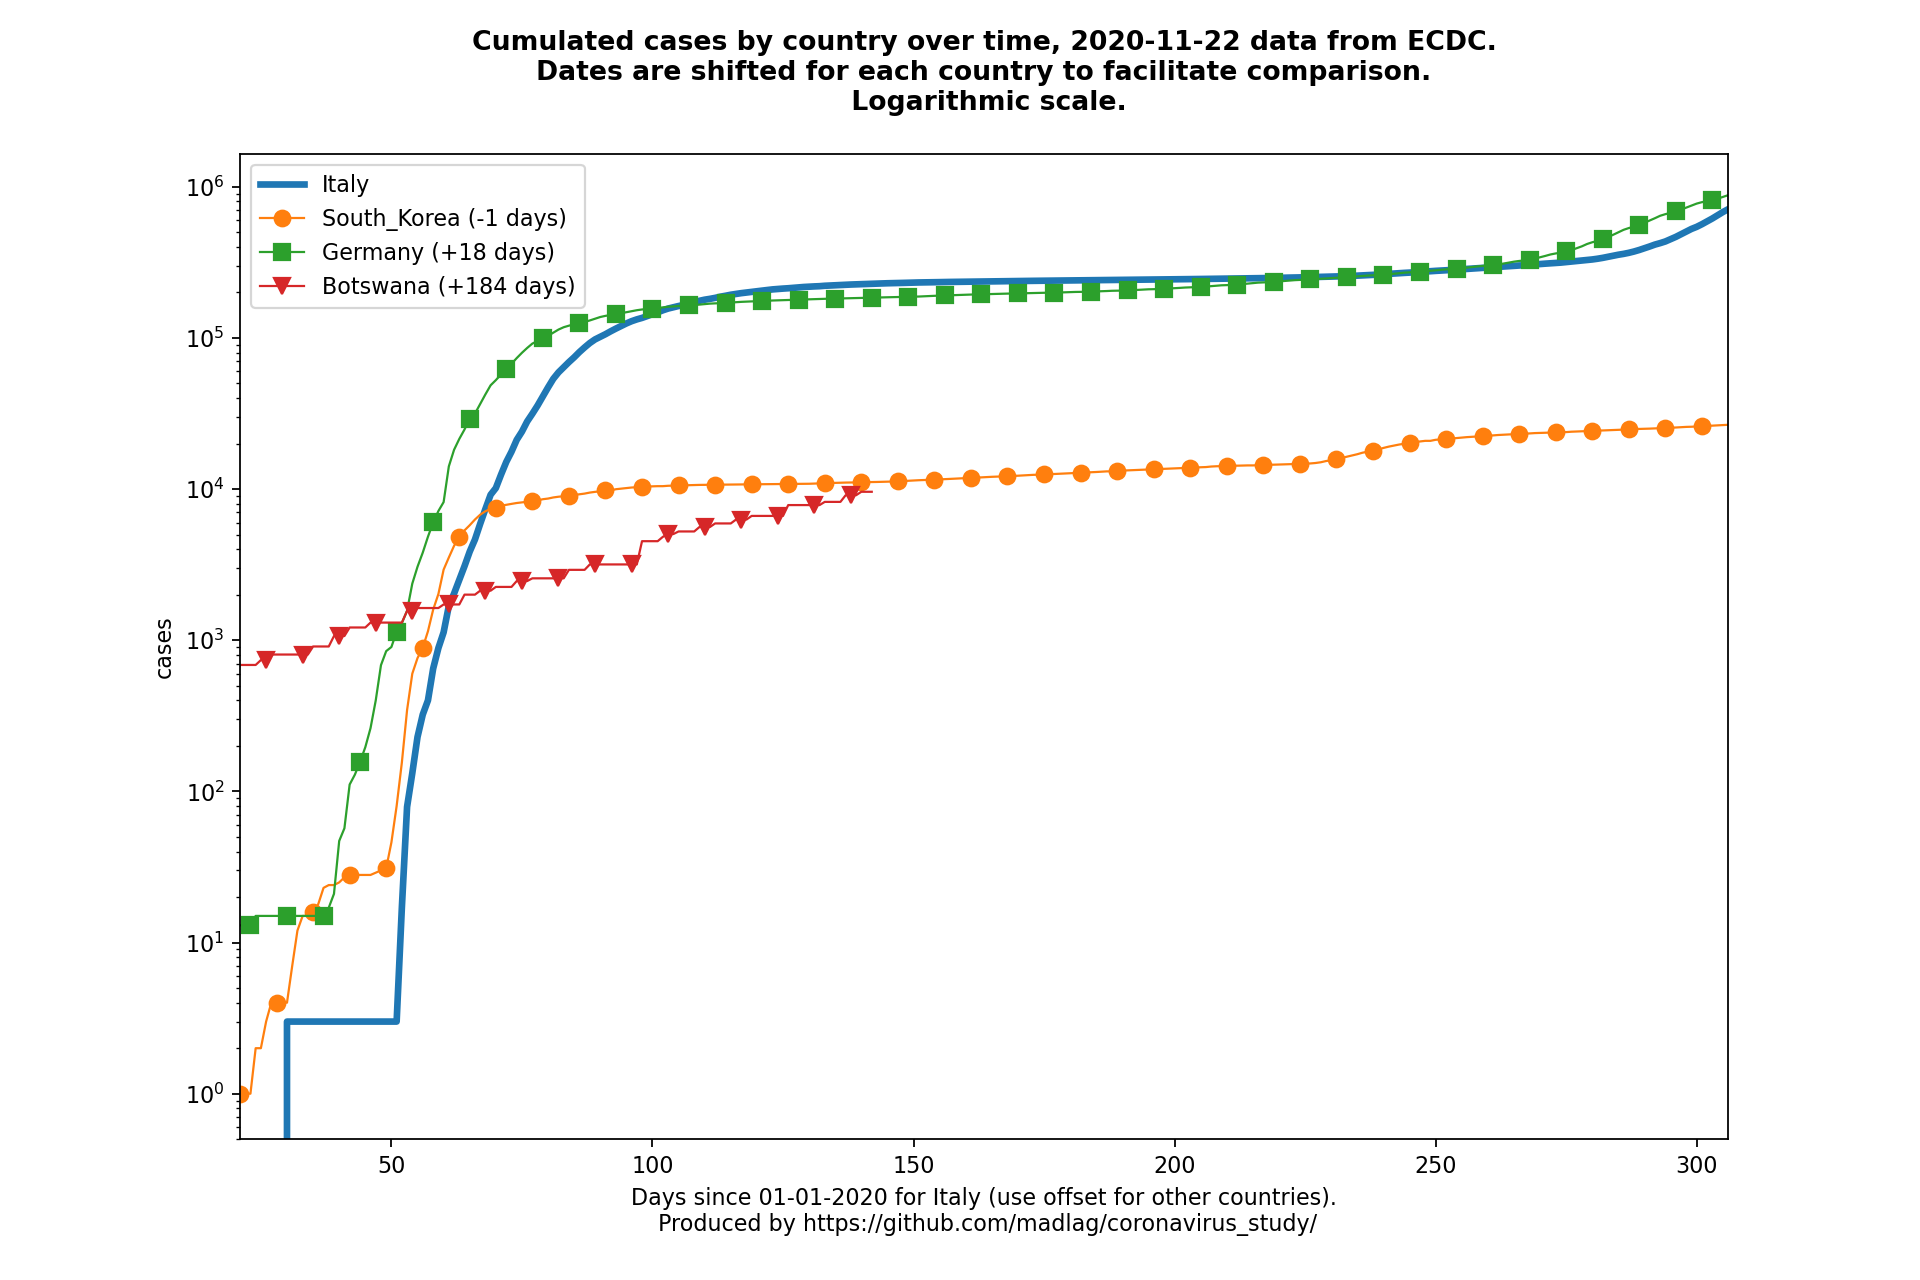 Cumulated cases by country over time, 2020-11-22 data from ECDC.
Dates are shifted for each country to facilitate comparison.
Logarithmic scale.
Italy
South_Korea (-1 days)
Germany (+18 days)
Botswana (+184 days)
10^6
10^5
10^4
10^3
10^2
10^1
10^0
cases
50 100 150 200 250 300
Days since 01-01-2020 for Italy (use offset for other countries).
Produced by https://github.com/madlag/coronavirus_study/